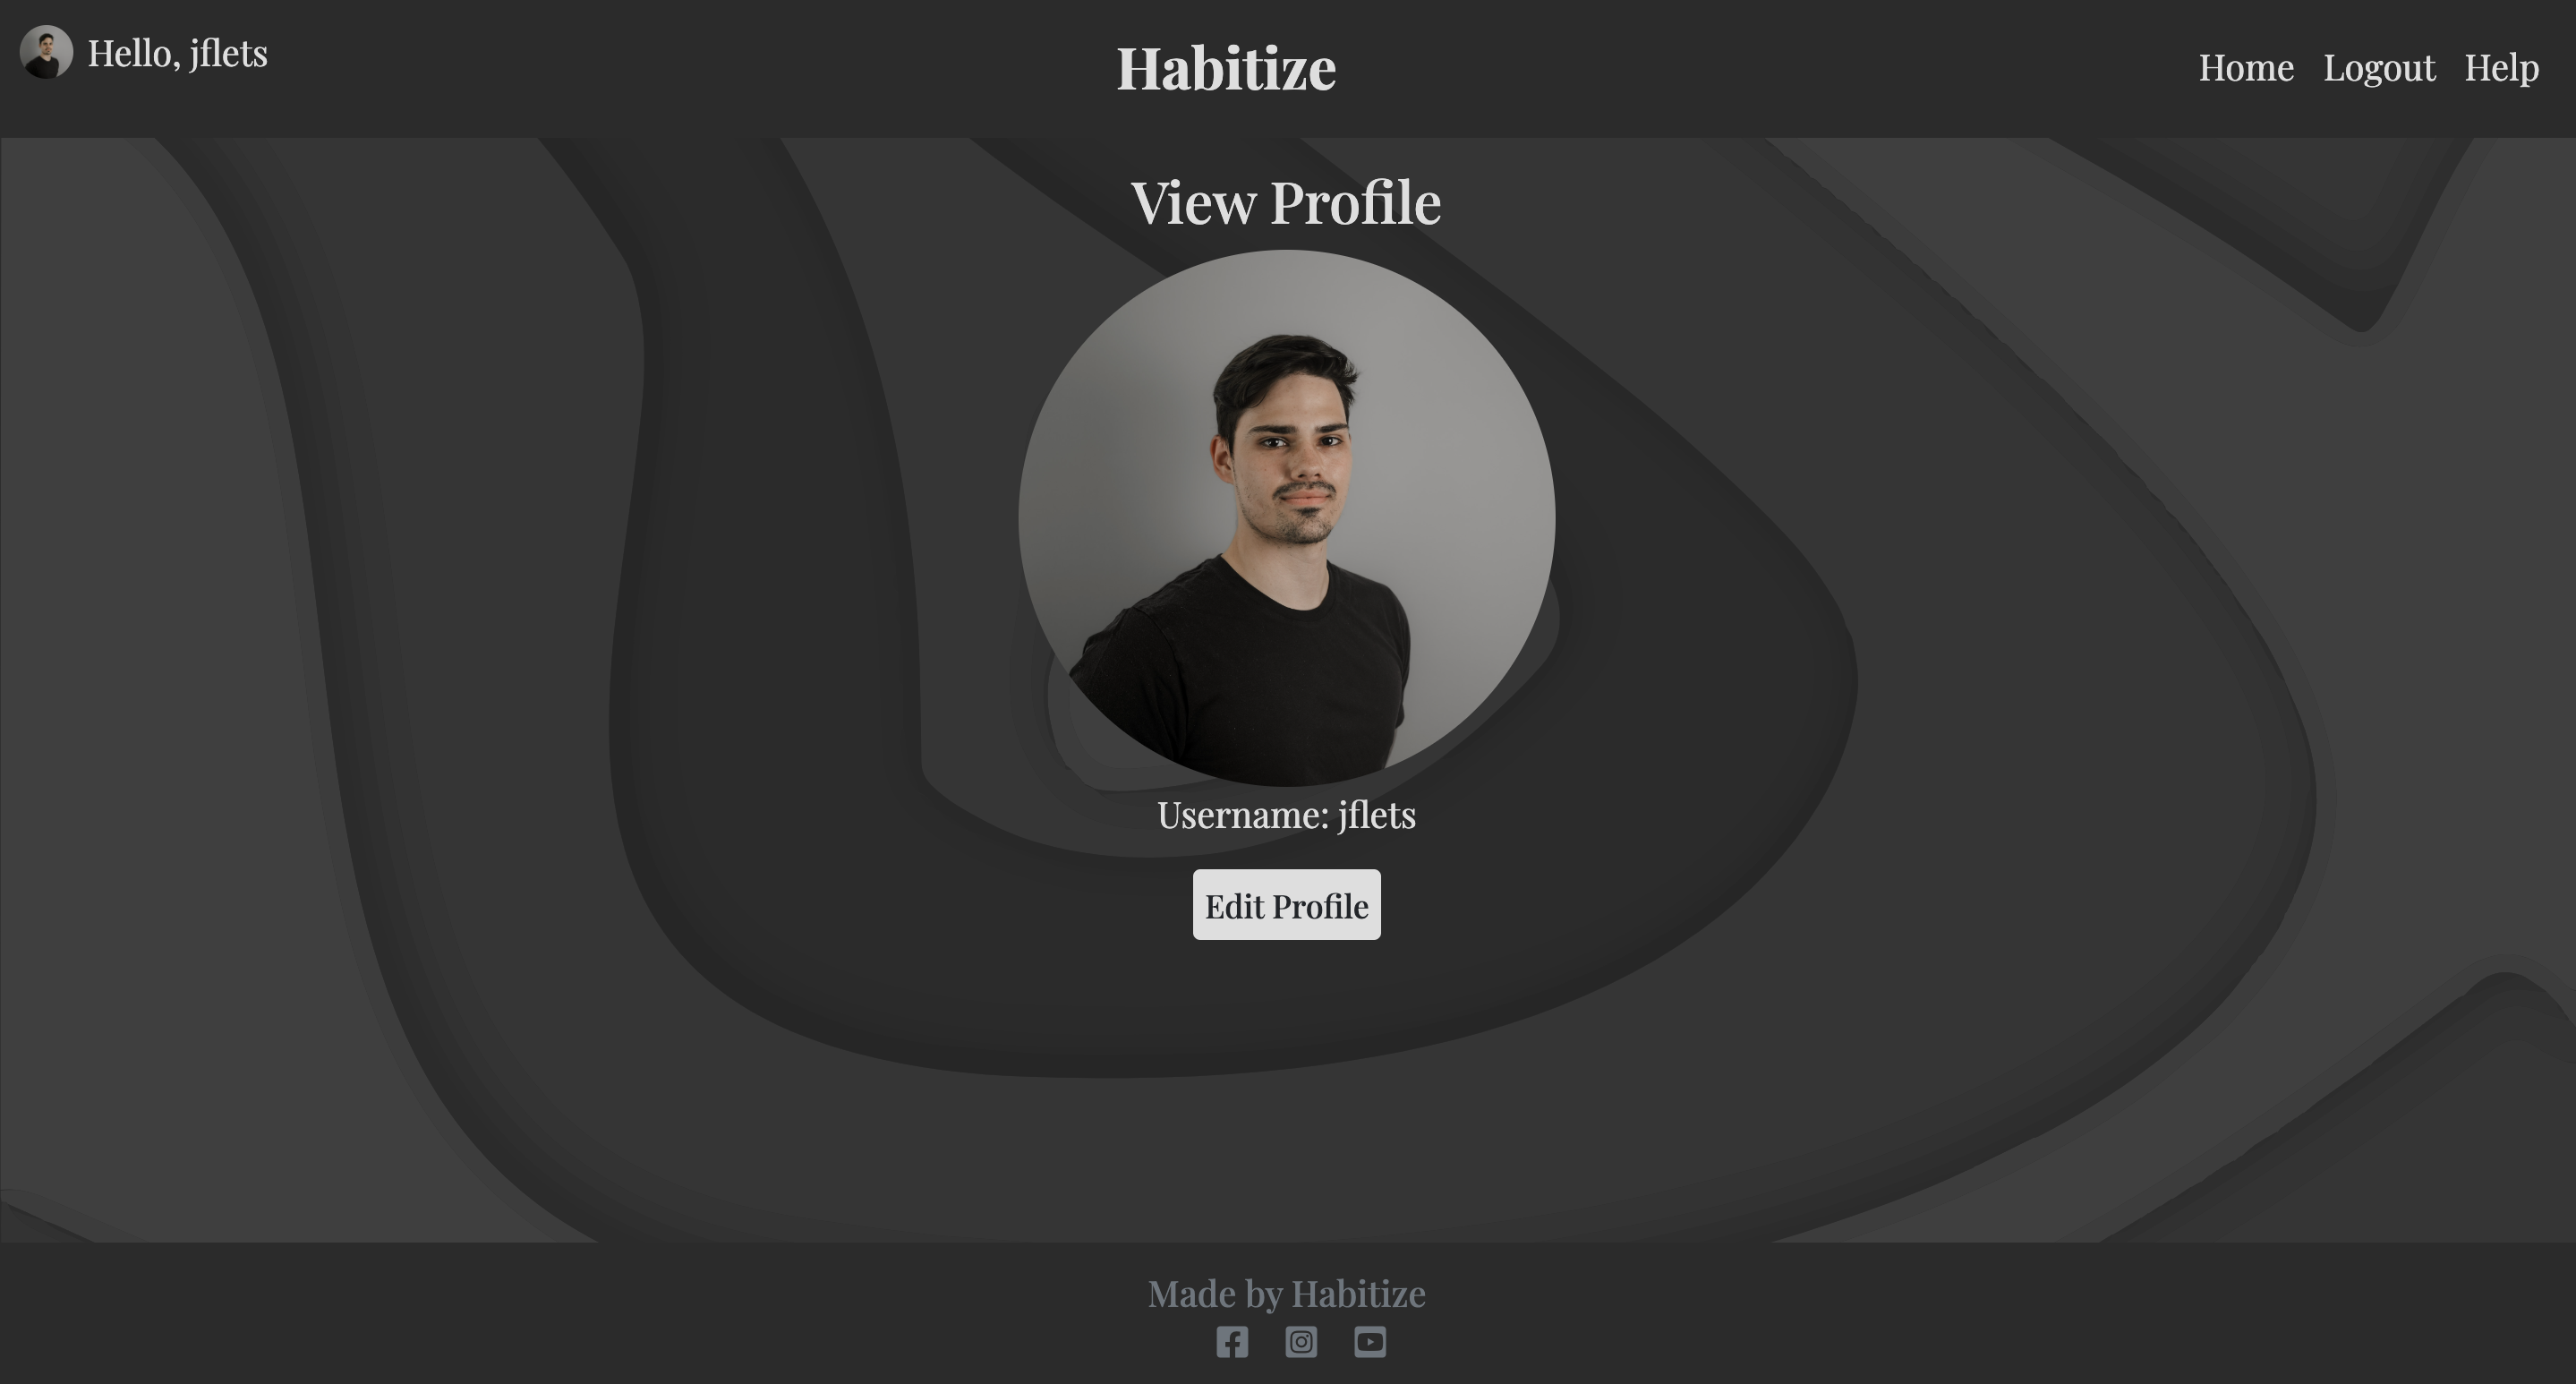 Hello, jflets
Habitize
Home Logout Help
View Profile
Username: jflets
Edit Profile
Made by Habitize